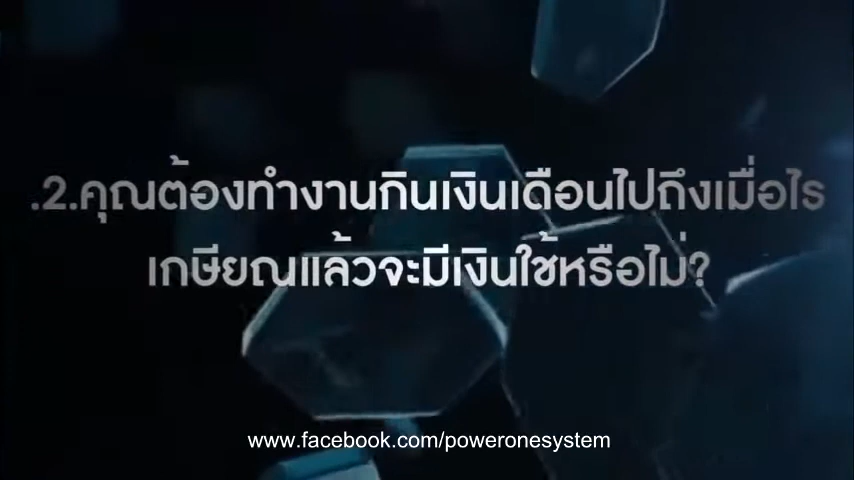 .2.คุณต้องทำงานกินเงินเดือนไปถึงเมื่อไร
เกษียณแล้วจะมีเงินใช้หรือไม่?
www.facebook.com/poweronesystem